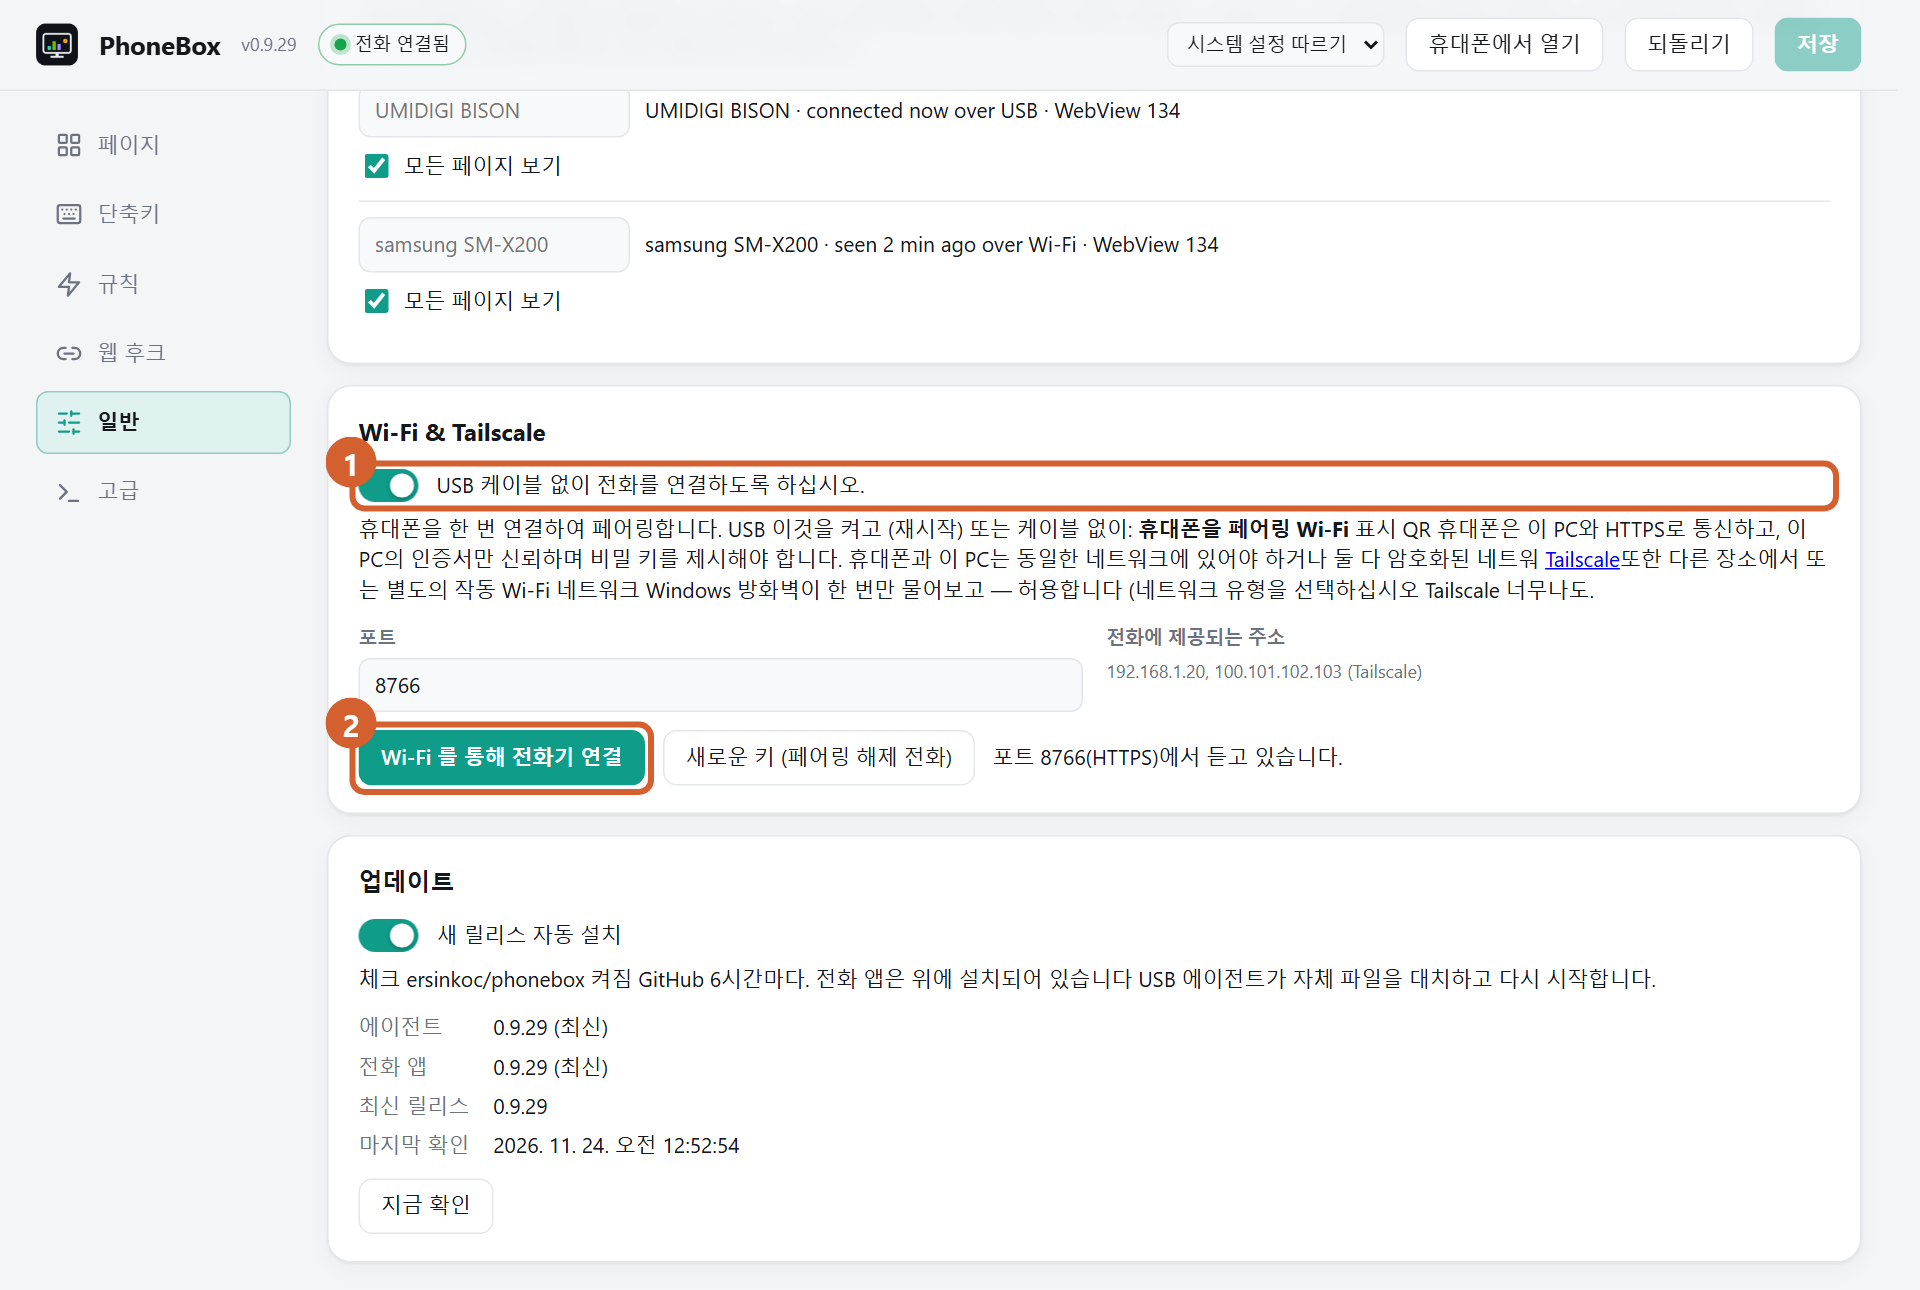 PhoneBox v0.9.29 전화 연결됨 시스템 설정 따르기 휴대폰에서 열기 되돌리기 저장
페이지
단축키
규칙
웹 후크
일반
고급
UMIDIGI BISON UMIDIGI BISON · connected now over USB · WebView 134
모든 페이지 보기
samsung SM-X200 samsung SM-X200 · seen 2 min ago over Wi-Fi · WebView 134
모든 페이지 보기
Wi-Fi & Tailscale
1
USB 케이블 없이 전화를 연결하도록 하십시오.
휴대폰을 한 번 연결하여 페어링합니다. USB 이것을 켜고 (재시작) 또는 케이블 없이: 휴대폰을 페어링 Wi-Fi 표시 QR 휴대폰은 이 PC와 HTTPS로 통신하고, 이
PC의 인증서만 신뢰하며 비밀 키를 제시해야 합니다. 휴대폰과 이 PC는 동일한 네트워크에 있어야 하거나 둘 다 암호화된 네트워 Tailscale또한 다른 장소에서 또
는 별도의 작동 Wi-Fi 네트워크 Windows 방화벽이 한 번만 물어보고 — 허용합니다 (네트워크 유형을 선택하십시오 Tailscale 너무나도.
포트 전화에 제공되는 주소
8766 192.168.1.20, 100.101.102.103 (Tailscale)
2
Wi-Fi 를 통해 전화기 연결 새로운 키 (페어링 해제 전화) 포트 8766(HTTPS)에서 듣고 있습니다.
업데이트
새 릴리스 자동 설치
체크 ersinkoc/phonebox 켜짐 GitHub 6시간마다. 전화 앱은 위에 설치되어 있습니다 USB 에이전트가 자체 파일을 대치하고 다시 시작합니다.
에이전트 0.9.29 (최신)
전화 앱 0.9.29 (최신)
최신 릴리스 0.9.29
마지막 확인 2026. 11. 24. 오전 12:52:54
지금 확인